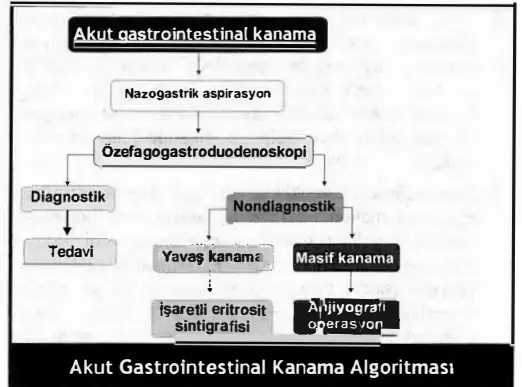 Akut gastrointestinal kanama
Nazogastrik aspirasyon
Özefagogastroduodenoskopi
Diagnostik
Nondiagnostik
Tedavi
Yavaş kanama
Masif kanama
işaretli eritrosit
sintigrafisi
Anjiyografi
operasyon
Akut Gastrointestinal Kanama Algoritması